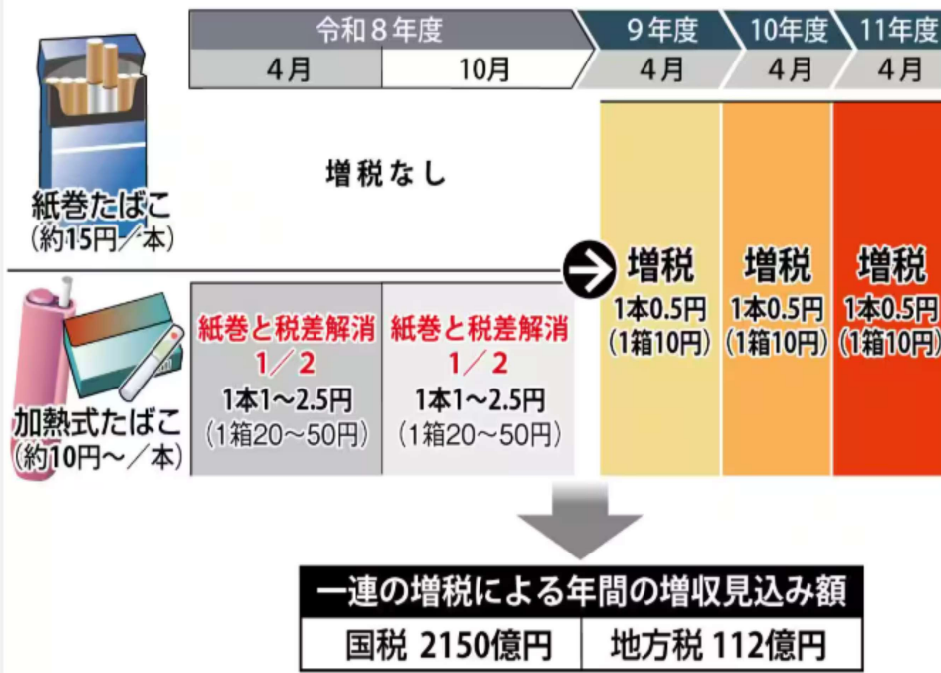 令和8年度
9年度
10年度
11年度
4月
10月
4月
4月
4月
紙巻たばこ
(約15円/本)
増税なし
加熱式たばこ
(約10円〜/本)
紙巻と税差解消
1/2
1本1〜2.5円
(1箱20〜50円)
紙巻と税差解消
1/2
1本1〜2.5円
(1箱20〜50円)
増税
1本0.5円
(1箱10円)
増税
1本0.5円
(1箱10円)
増税
1本0.5円
(1箱10円)
一連の増税による年間の増収見込み額
国税 2150億円
地方税 112億円